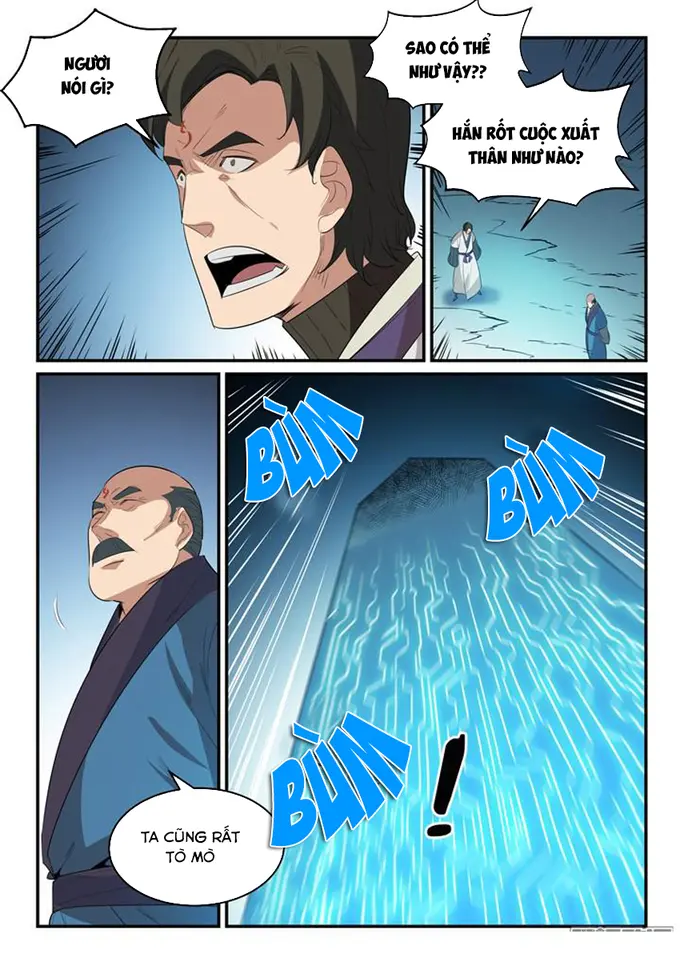 NGƯƠI
NÓI GÌ?
SAO CÓ THỂ
NHƯ VẬY??
HẮN RỐT CUỘC XUẤT
THÂN NHƯ NÀO?
BÙM
BÙM
BÙM
!
TA CŨNG RẤT
TÒ MÒ